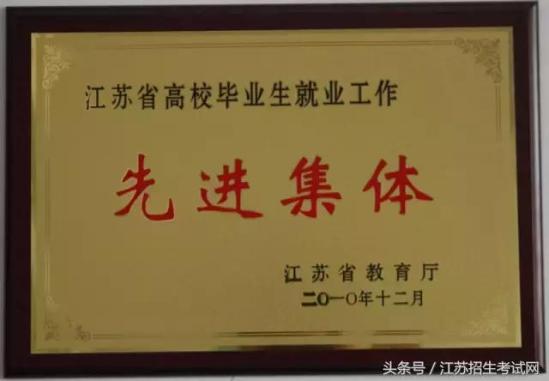 江苏省高校毕业生就业工作
先进集体
江苏省教育厅
二〇一〇年十二月
头条号／江苏招生考试网